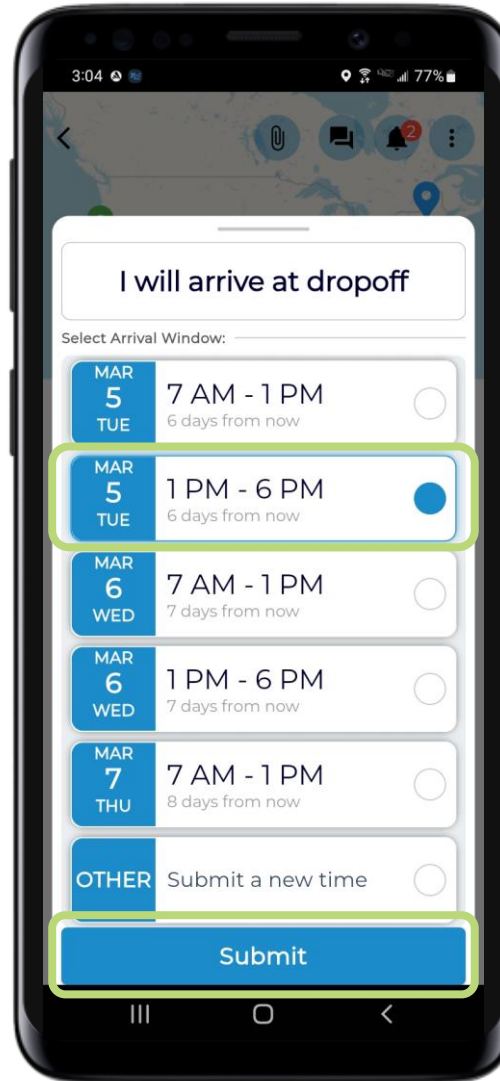 3:04 77%
2
I will arrive at dropoff
Select Arrival Window:
MAR
5
TUE
7 AM - 1 PM
6 days from now
MAR
5
TUE
1 PM - 6 PM
6 days from now
MAR
6
WED
7 AM - 1 PM
7 days from now
MAR
6
WED
1 PM - 6 PM
7 days from now
MAR
7
THU
7 AM - 1 PM
8 days from now
OTHER
Submit a new time
Submit